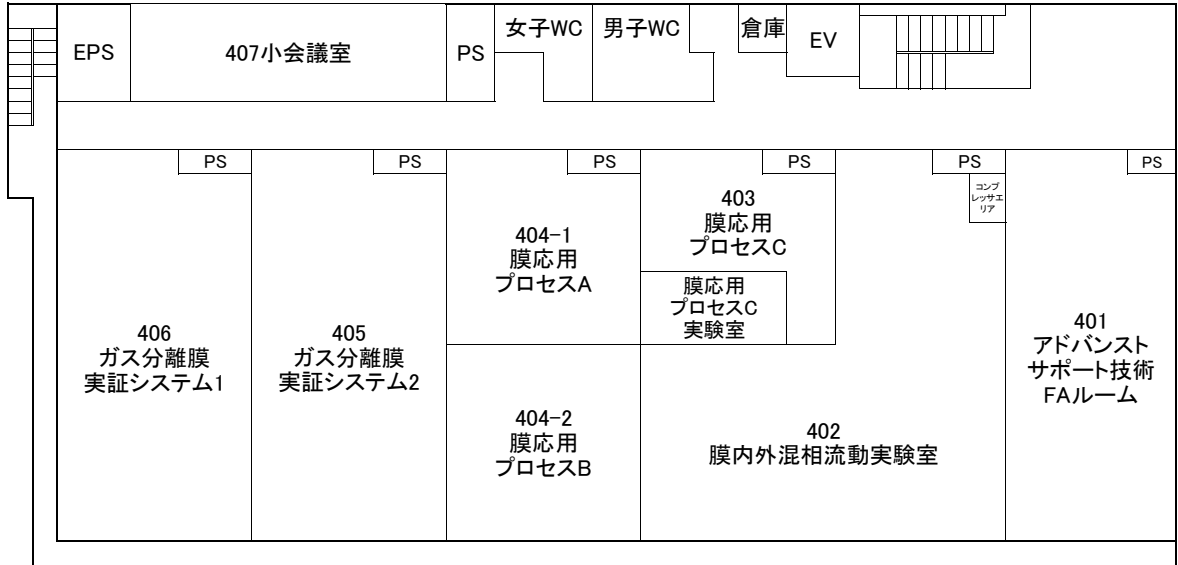 EPS
407小会議室
PS
女子WC
男子WC
倉庫
EV
PS
PS
PS
PS
PS
PS
コンプ
レッサエ
リア
406
ガス分離膜
実証システム1
405
ガス分離膜
実証システム2
404-1
膜応用
プロセスA
404-2
膜応用
プロセスB
403
膜応用
プロセスC
膜応用
プロセスC
実験室
402
膜内外混相流動実験室
401
アドバンスト
サポート技術
FAルーム